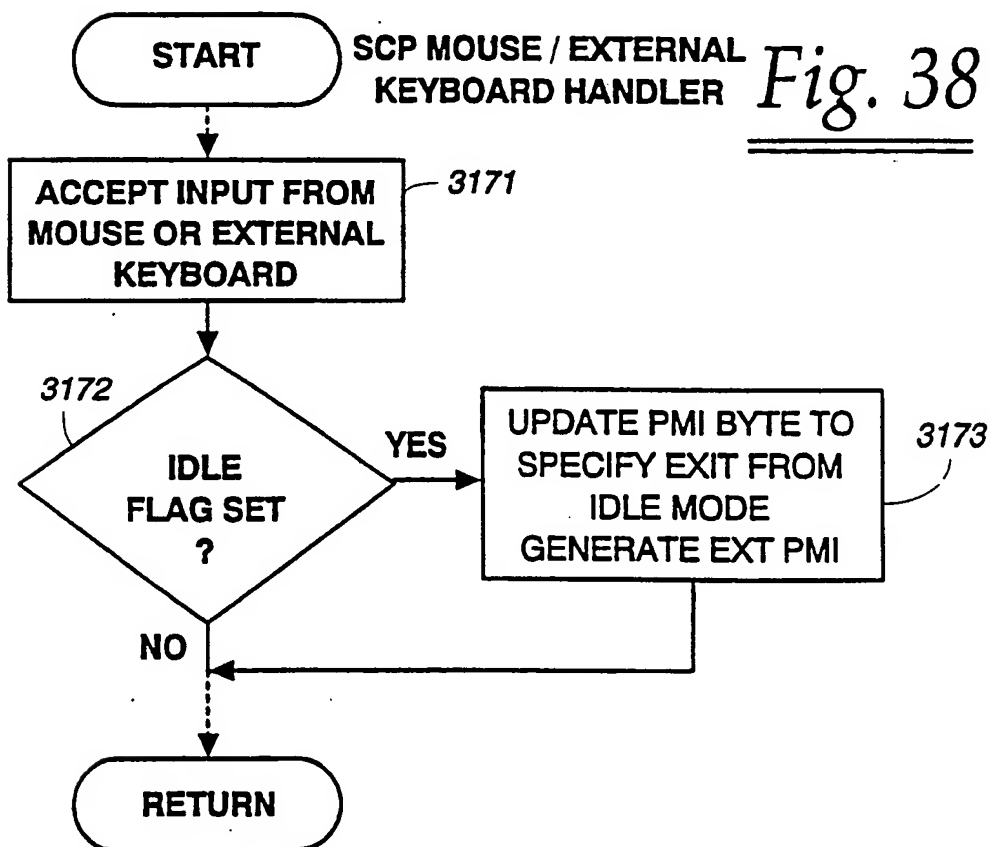 START
SCP MOUSE / EXTERNAL
KEYBOARD HANDLER
Fig. 38
ACCEPT INPUT FROM
MOUSE OR EXTERNAL
KEYBOARD
3171
3172
IDLE
FLAG SET
?
YES
UPDATE PMI BYTE TO
SPECIFY EXIT FROM
IDLE MODE
GENERATE EXT PMI
3173
NO
RETURN